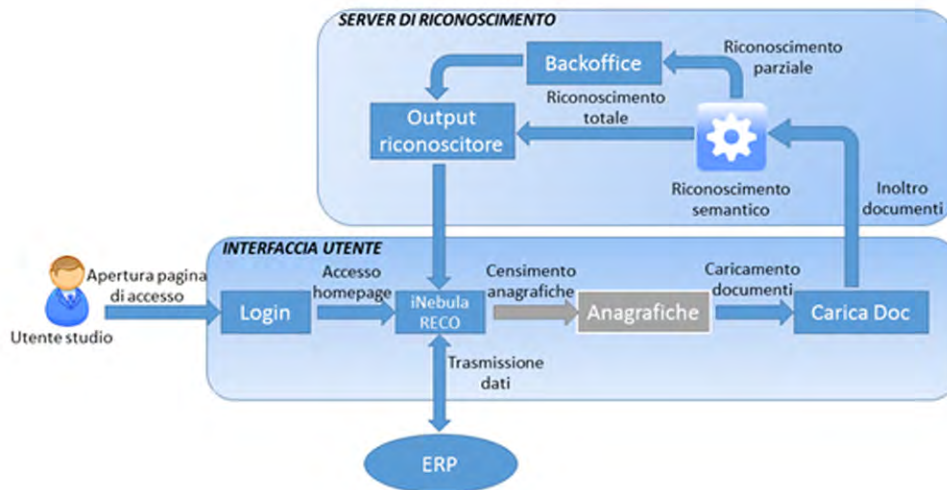 SERVER DI RICONOSCIMENTO
Backoffice
Riconoscimento
parziale
Output
riconoscitore
Riconoscimento
totale
Riconoscimento
semantico
Inoltro
documenti
INTERFACCIA UTENTE
Utente studio
Apertura pagina
di accesso
Login
Accesso
homepage
iNebula
RECO
Censimento
anagrafiche
Anagrafiche
Caricamento
documenti
Carica Doc
Trasmissione
dati
ERP